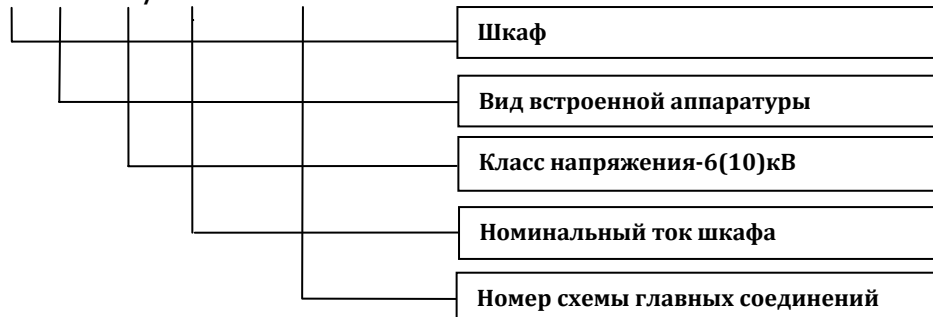 Шкаф
Вид встроенной аппаратуры
Класс напряжения-6(10)кВ
Номинальный ток шкафа
Номер схемы главных соединений